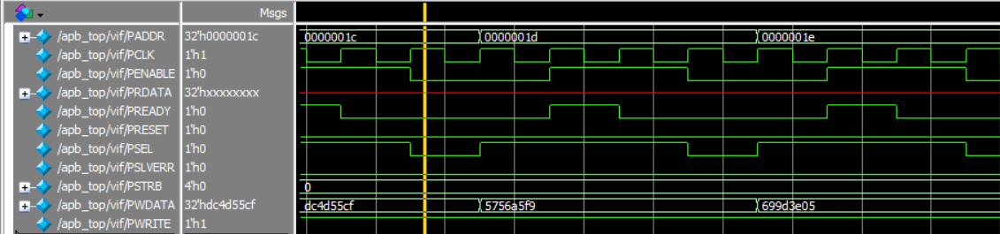 Msgs
/apb_top/vif/PADDR 32'h0000001c 0000001c 0000001d 0000001e
/apb_top/vif/PCLK 1'h1
/apb_top/vif/PENABLE 1'h0
/apb_top/vif/PRDATA 32'hxxxxxxxx
/apb_top/vif/PREADY 1'h0
/apb_top/vif/PRESET 1'h0
/apb_top/vif/PSEL 1'h0
/apb_top/vif/PSLVERR 1'h0
/apb_top/vif/PSTRB 4'h0 0
/apb_top/vif/PWDATA 32'hdc4d55cf dc4d55cf 5756a5f9 699d3e05
/apb_top/vif/PWRITE 1'h1